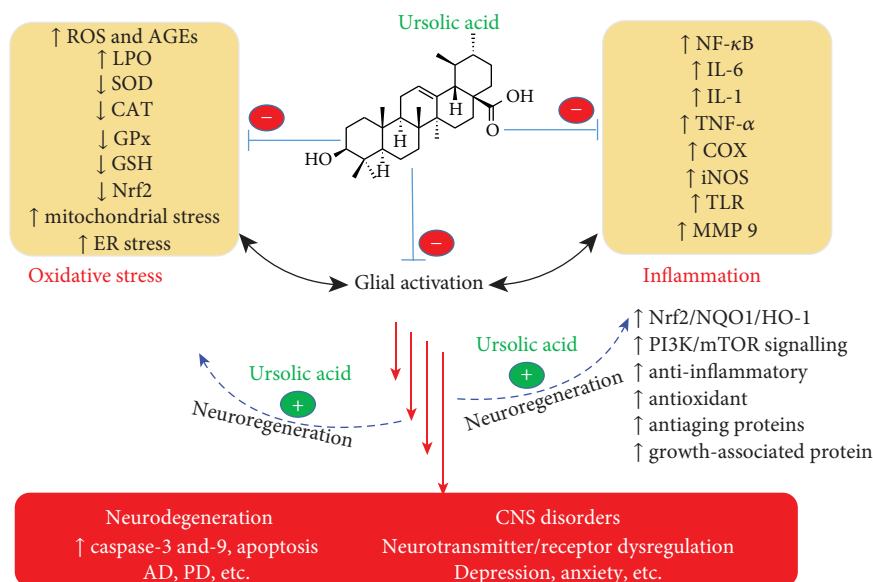 Ursolic acid
↑ ROS and AGEs
↑ LPO
↓ SOD
↓ CAT
↓ GPx
↓ GSH
↓ Nrf2
↑ mitochondrial stress
↑ ER stress
Oxidative stress
−
H
H
H
HO
OH
O
−
−
↑ NF-κB
↑ IL-6
↑ IL-1
↑ TNF-α
↑ COX
↑ iNOS
↑ TLR
↑ MMP 9
Inflammation
Glial activation
Ursolic acid
+
Neuroregeneration
Ursolic acid
+
Neuroregeneration
↑ Nrf2/NQO1/HO-1
↑ PI3K/mTOR signalling
↑ anti-inflammatory
↑ antioxidant
↑ antiaging proteins
↑ growth-associated protein
Neurodegeneration
↑ caspase-3 and-9, apoptosis
AD, PD, etc.
CNS disorders
Neurotransmitter/receptor dysregulation
Depression, anxiety, etc.